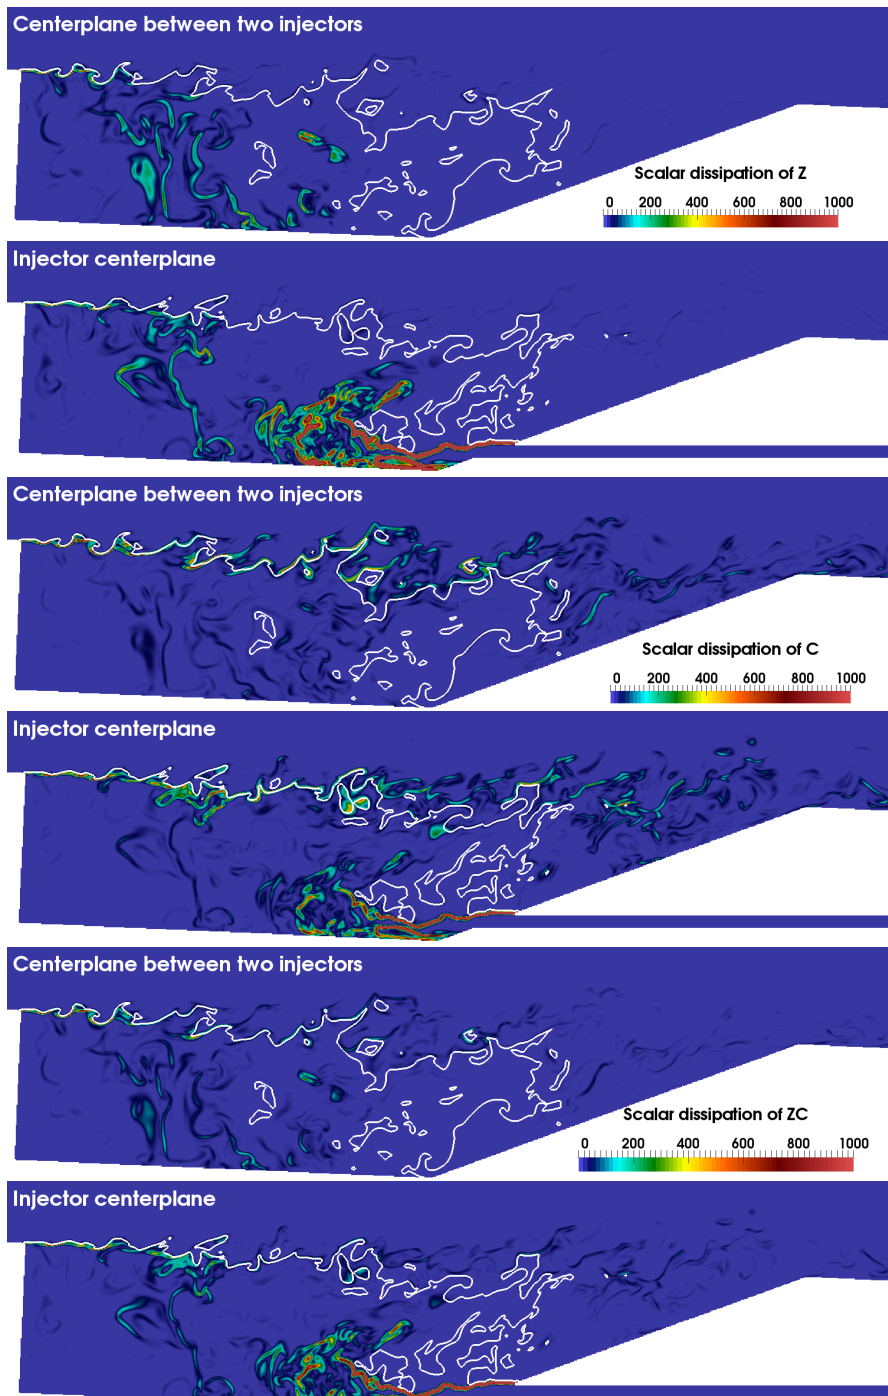 Centerplane between two injectors
Scalar dissipation of Z
0 200 400 600 800 1000
Injector centerplane
Centerplane between two injectors
Scalar dissipation of C
0 200 400 600 800 1000
Injector centerplane
Centerplane between two injectors
Scalar dissipation of ZC
0 200 400 600 800 1000
Injector centerplane